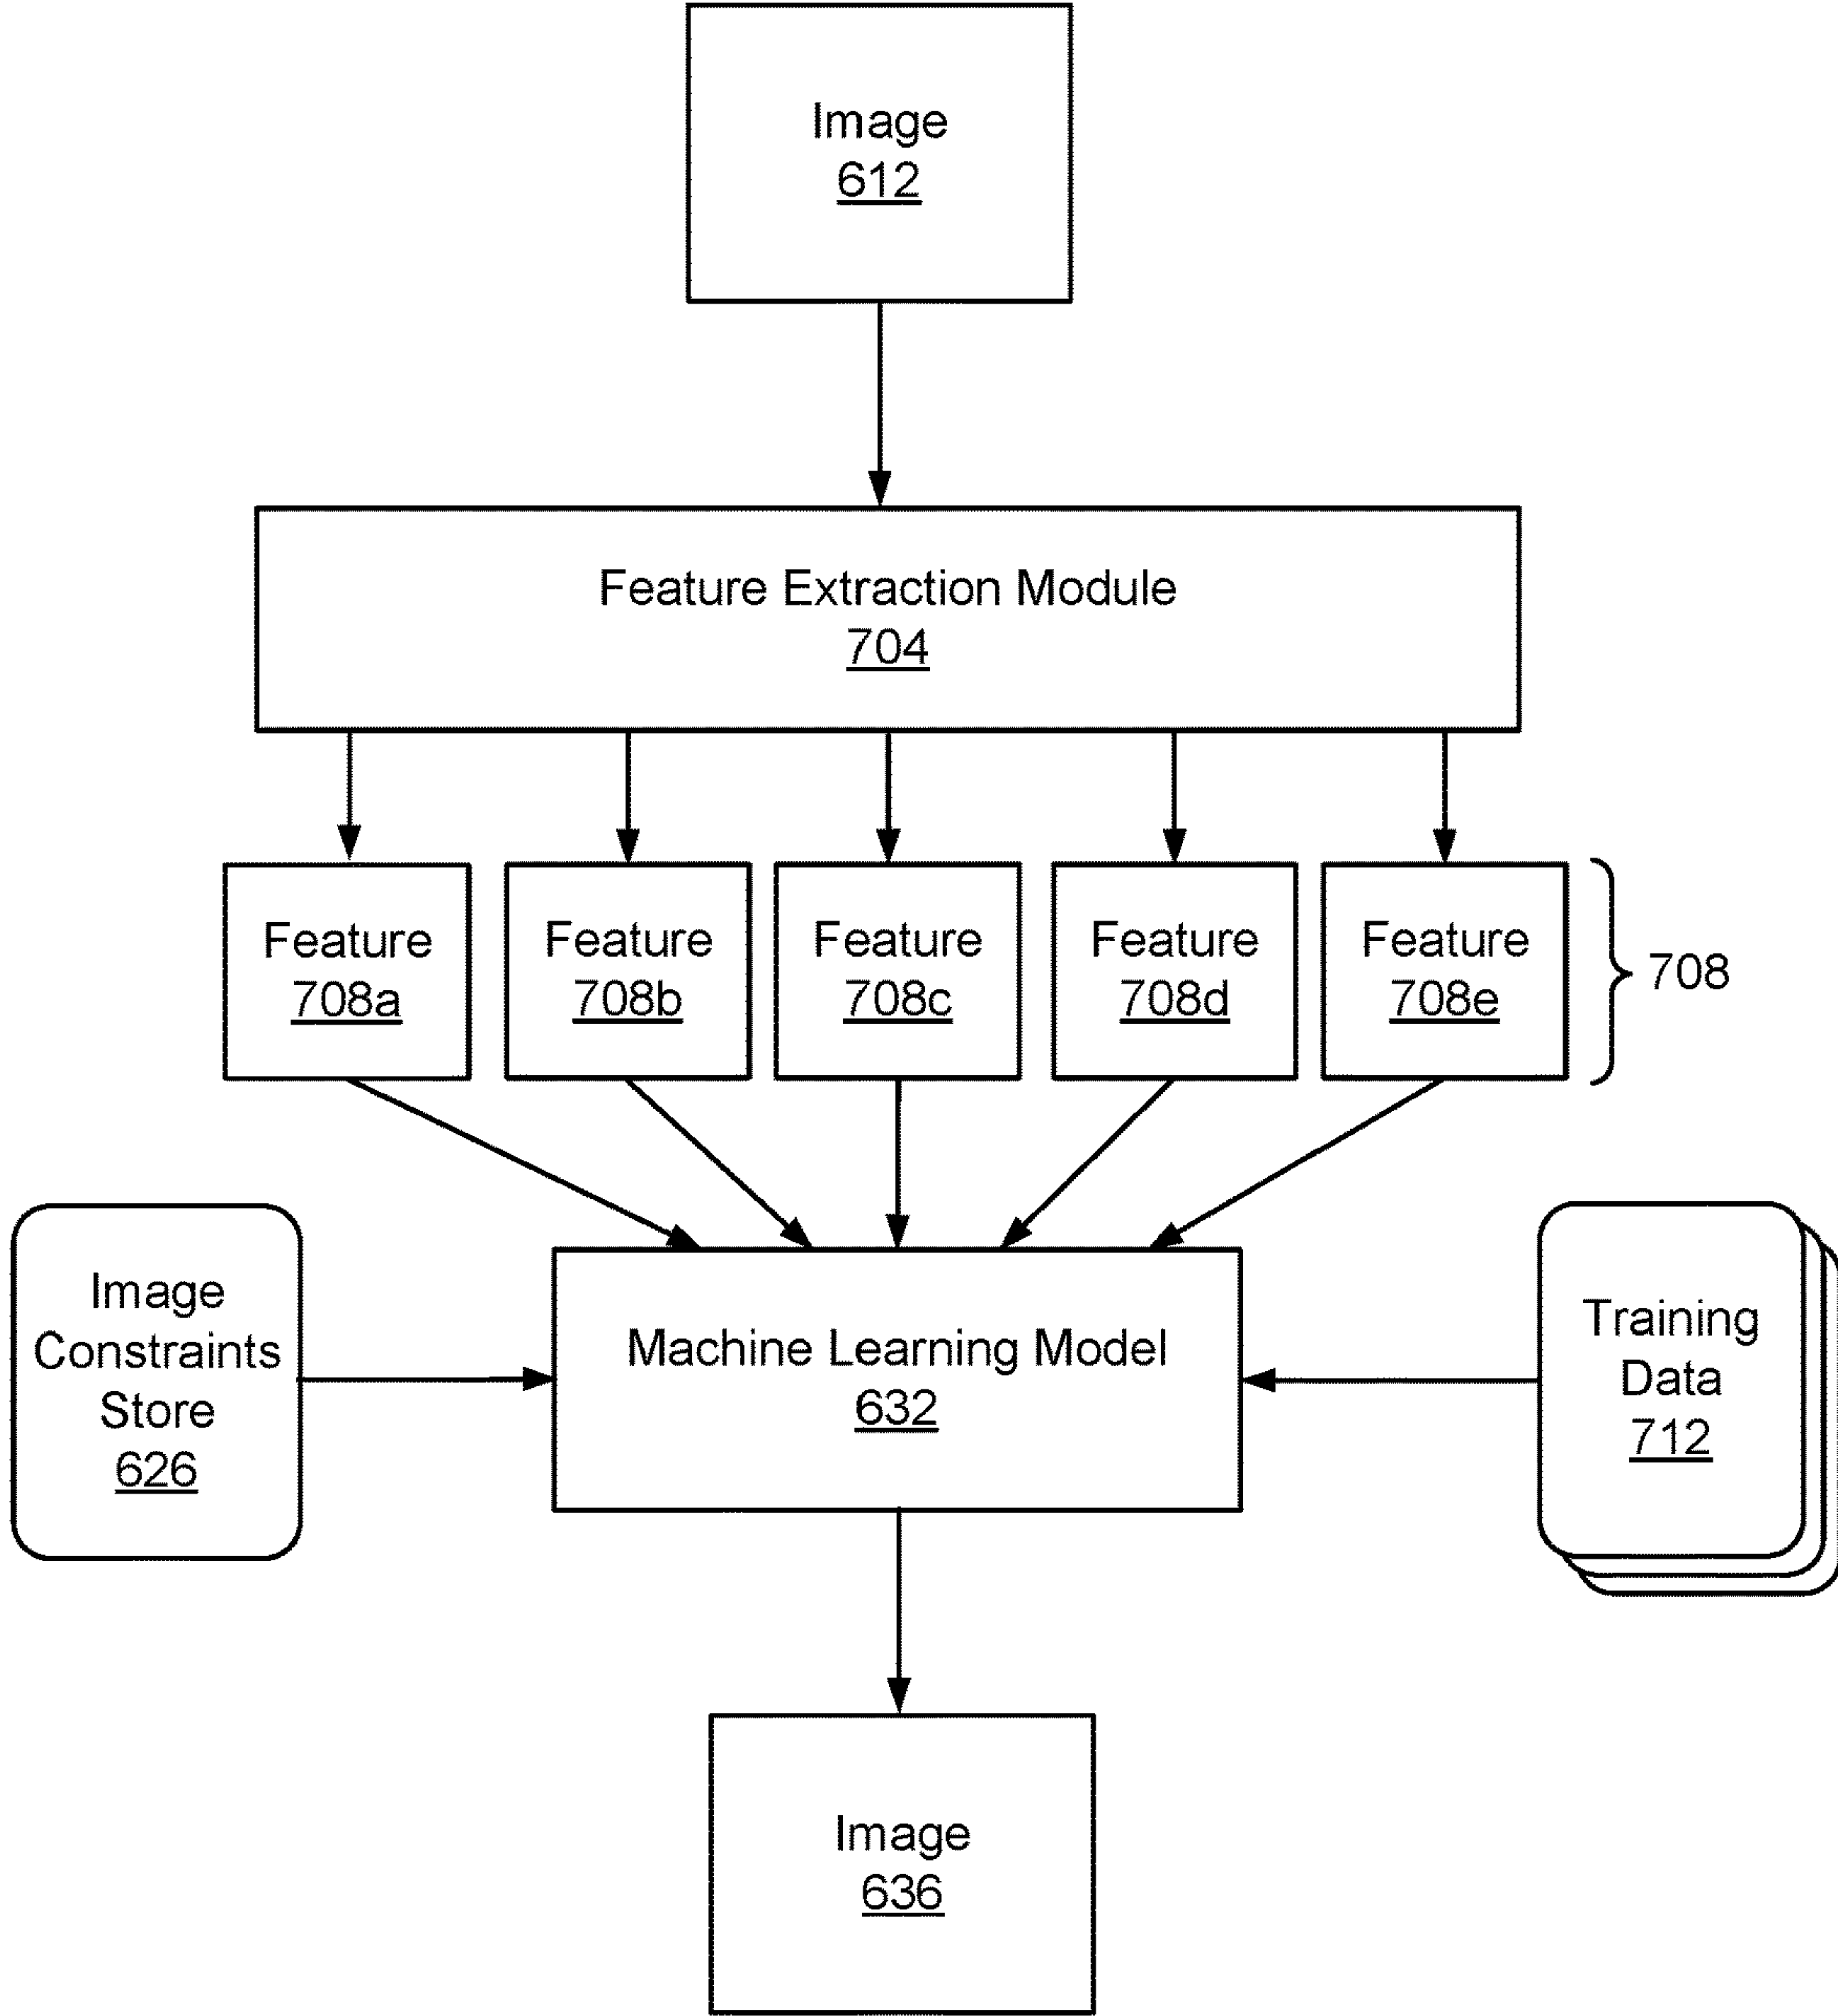 Image
612
Feature Extraction Module
704
Feature
708a
Feature
708b
Feature
708c
Feature
708d
Feature
708e
708
Image
Constraints
Store
626
Machine Learning Model
632
Training
Data
712
Image
636